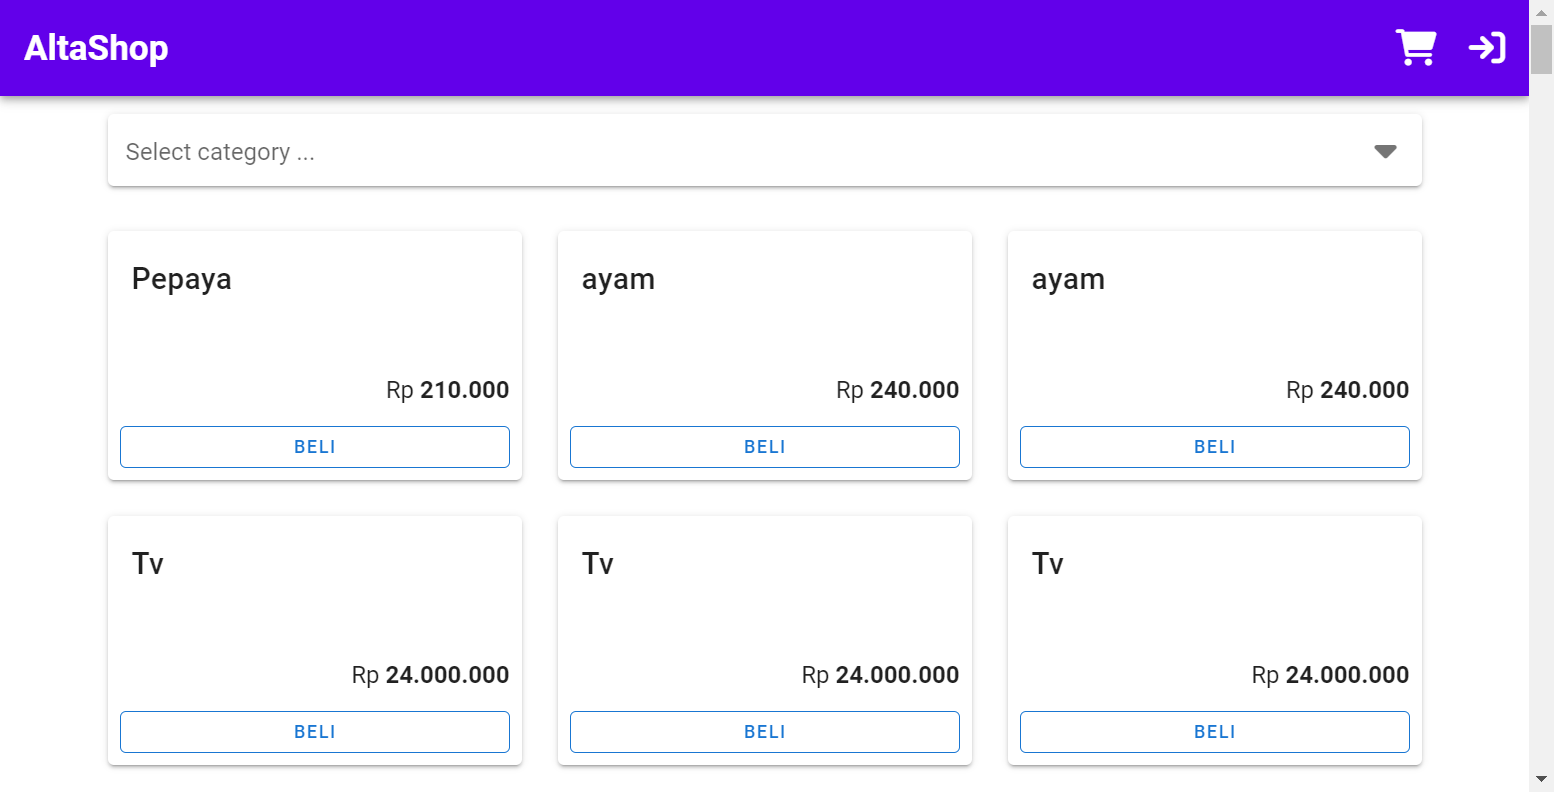 AltaShop
Select category ...
Pepaya
Rp 210.000
BELI
ayam
Rp 240.000
BELI
ayam
Rp 240.000
BELI
Tv
Rp 24.000.000
BELI
Tv
Rp 24.000.000
BELI
Tv
Rp 24.000.000
BELI